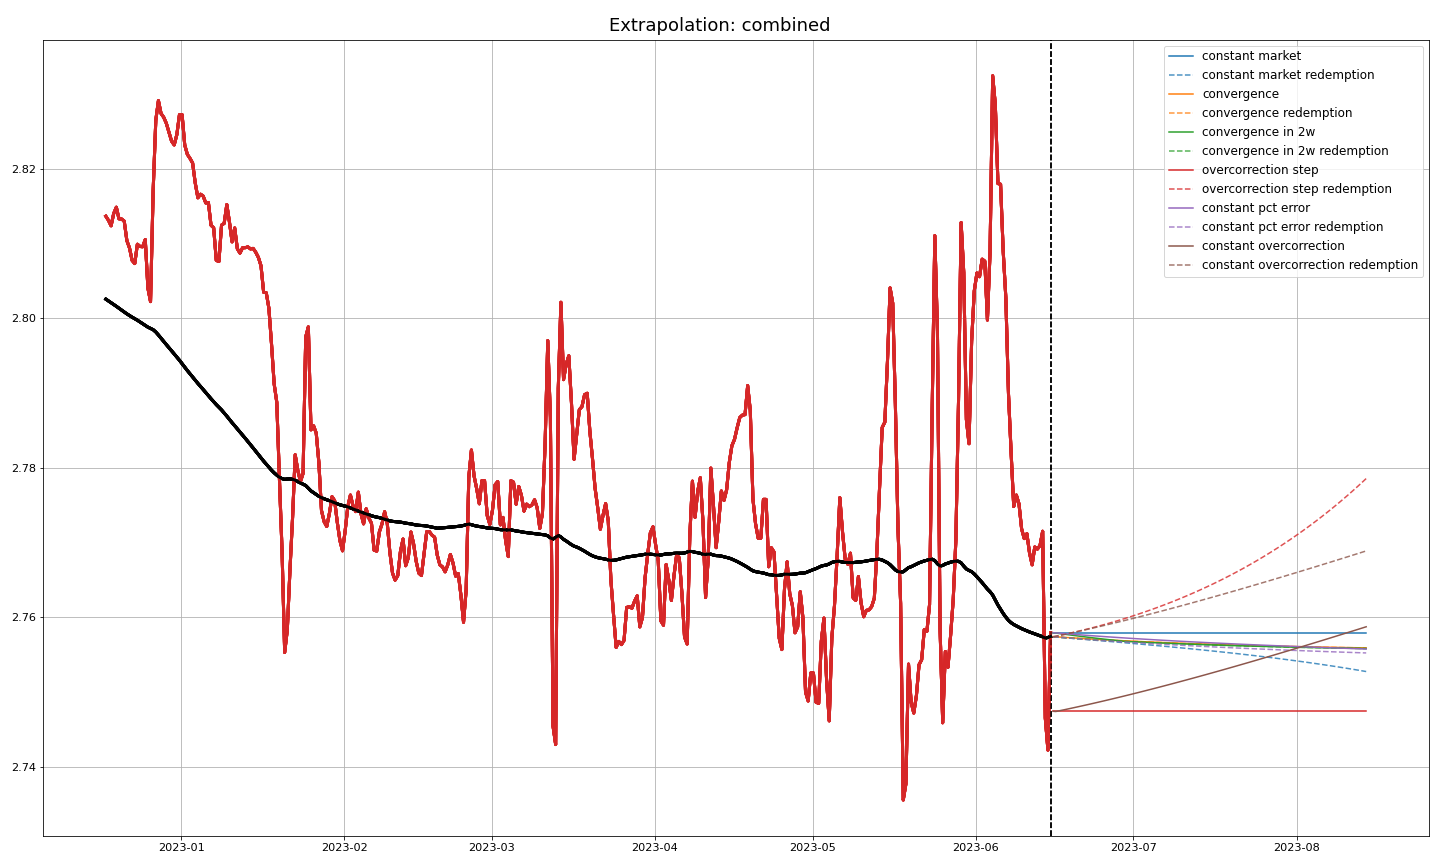 Extrapolation: combined
constant market
constant market redemption
convergence
convergence redemption
convergence in 2w
convergence in 2w redemption
overcorrection step
overcorrection step redemption
constant pct error
constant pct error redemption
constant overcorrection
constant overcorrection redemption
2.82
2.80
2.78
2.76
2.74
2023-01 2023-02 2023-03 2023-04 2023-05 2023-06 2023-07 2023-08